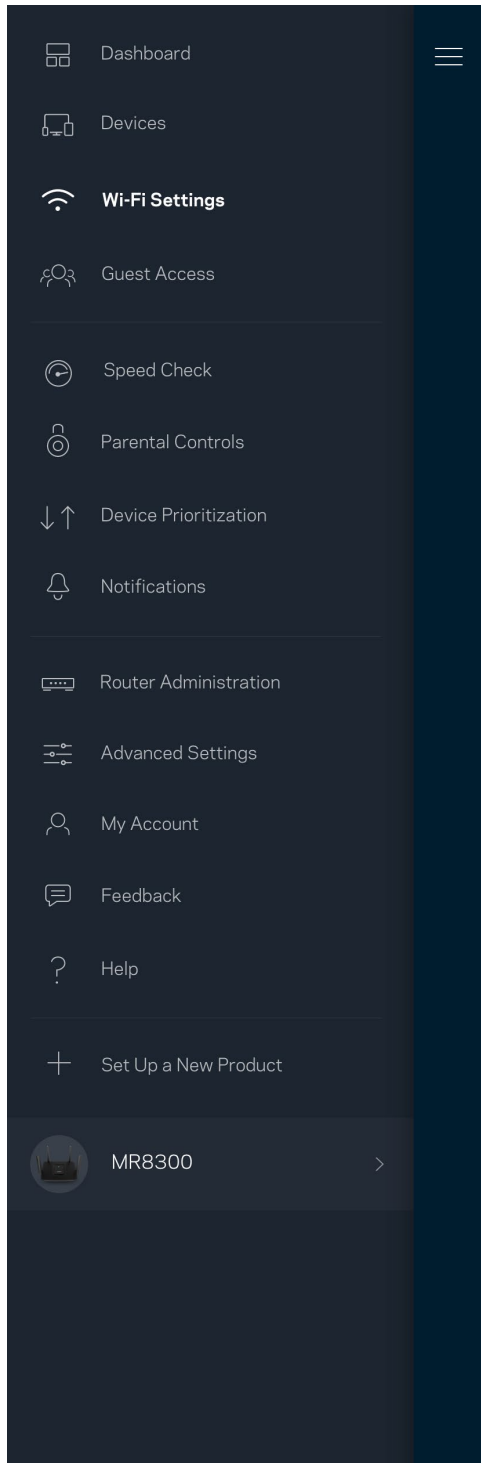 Dashboard
Devices
Wi-Fi Settings
Guest Access
Speed Check
Parental Controls
Device Prioritization
Notifications
Router Administration
Advanced Settings
My Account
Feedback
Help
Set Up a New Product
MR8300